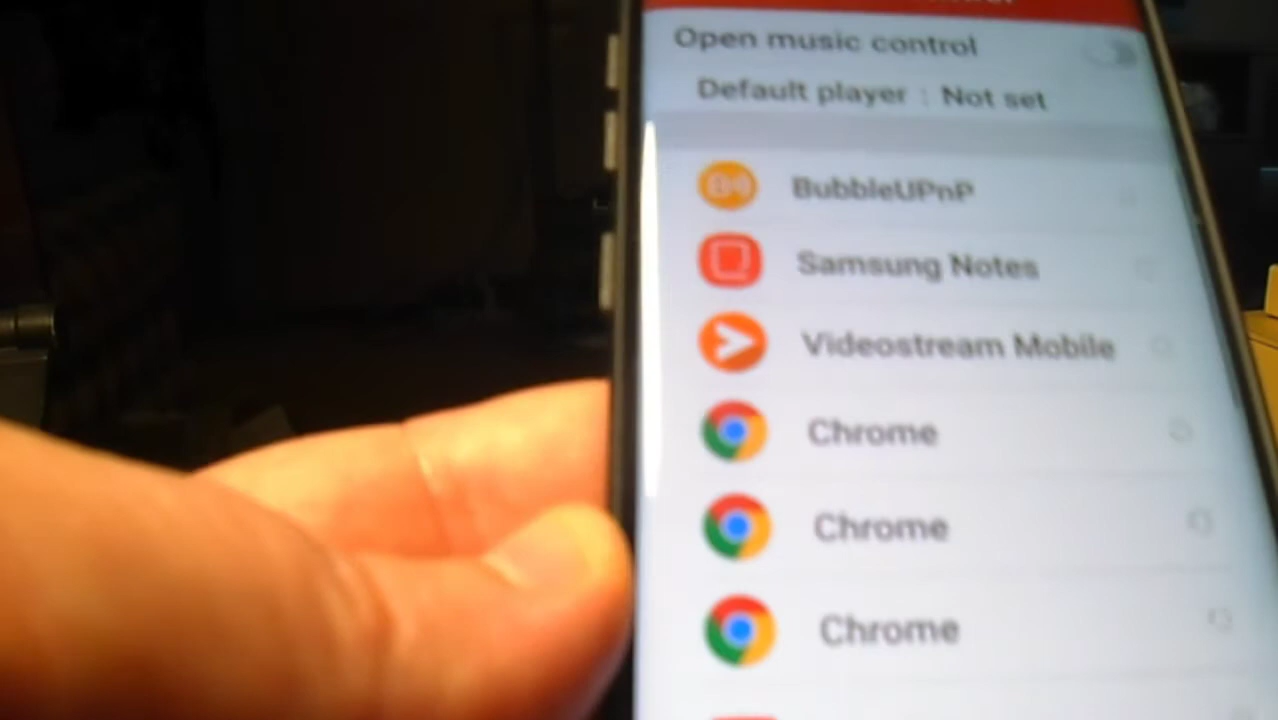 Open music control
Default player : Not set
BubbleUPnP
Samsung Notes
Videostream Mobile
Chrome
Chrome
Chrome